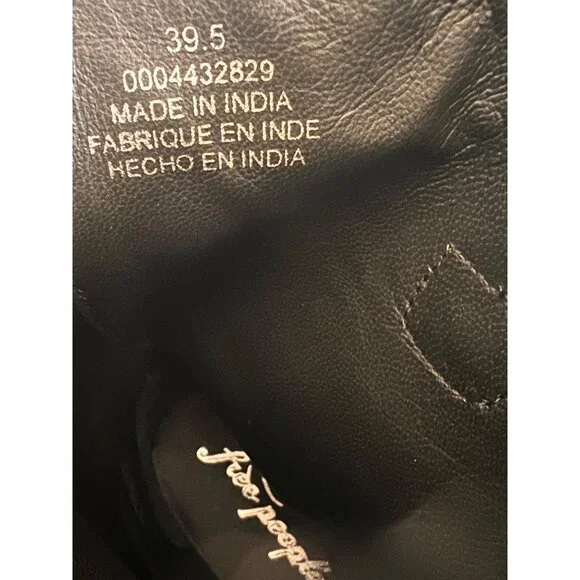 39.5
0004432829
MADE IN INDIA
FABRIQUE EN INDE
HECHO EN INDIA
free people